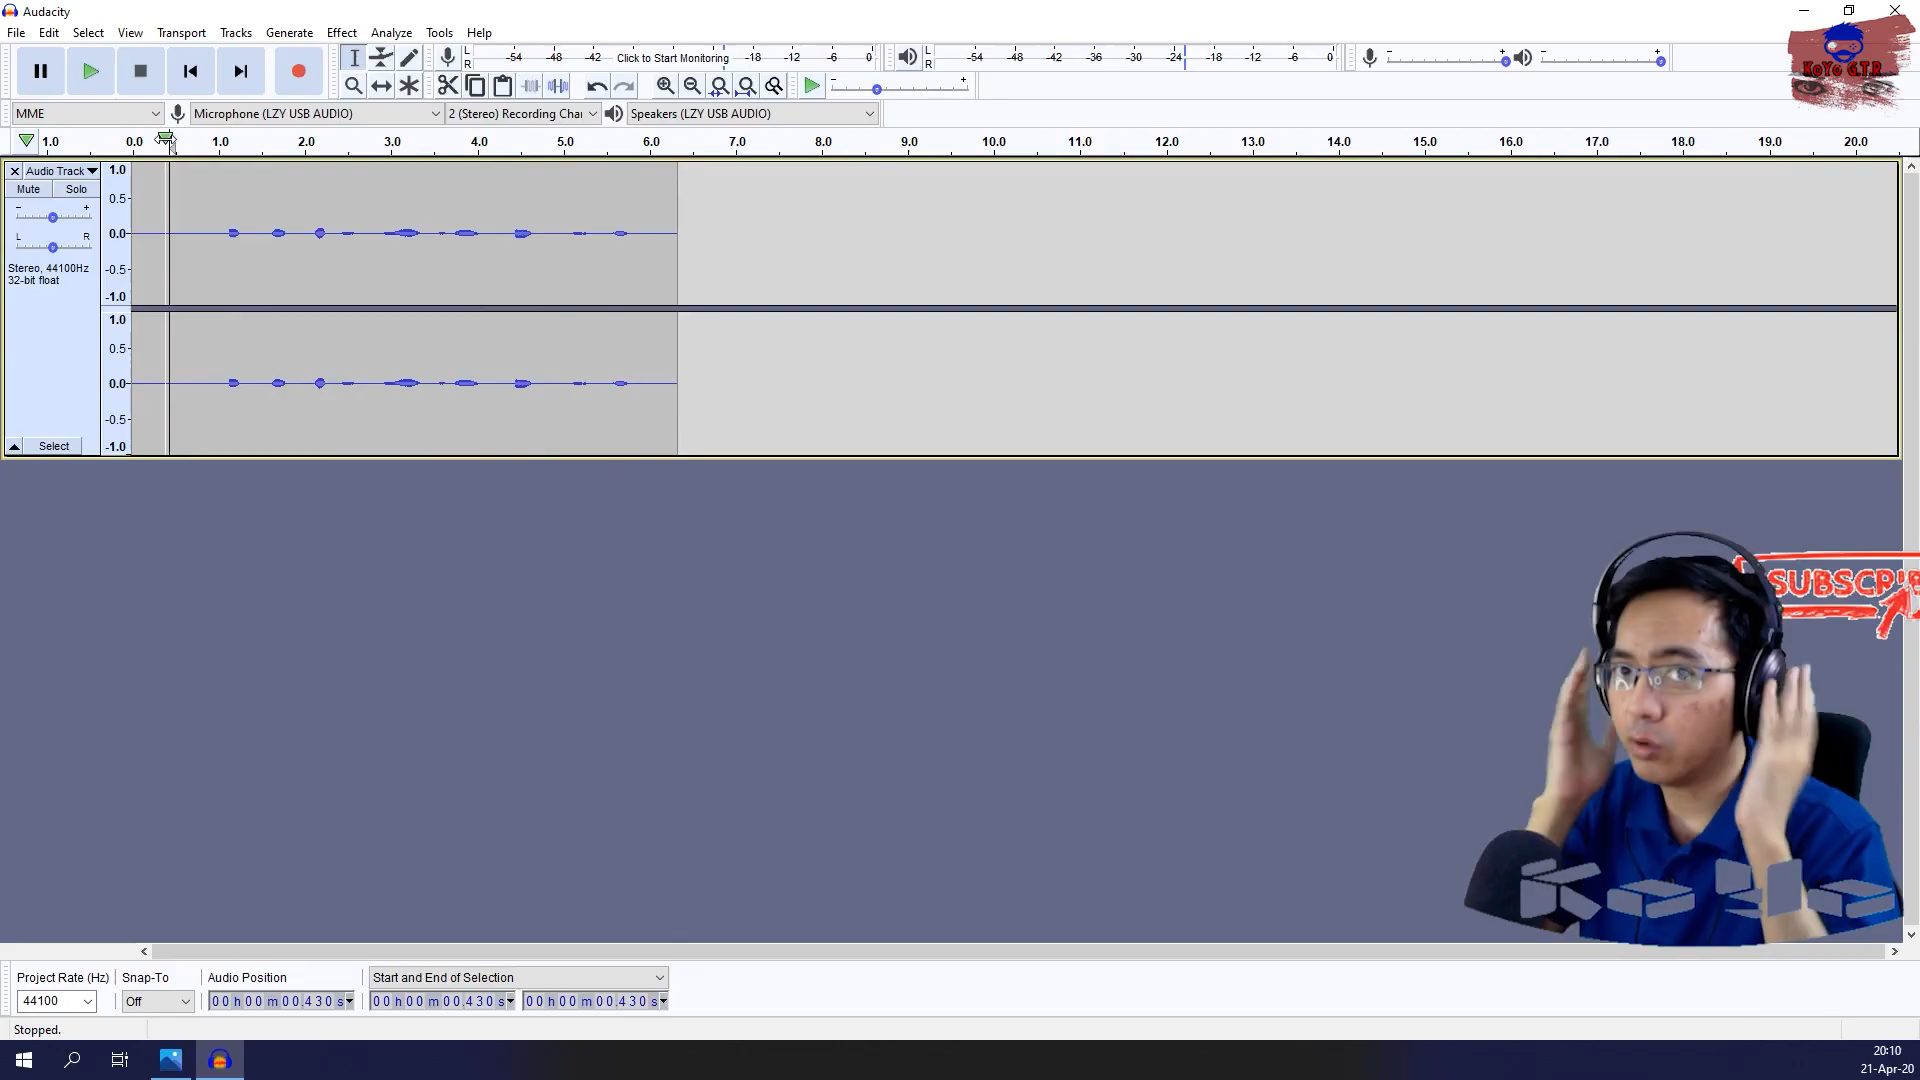 Audacity
File Edit Select View Transport Tracks Generate Effect Analyze Tools Help
L R -54 -48 -42 Click to Start Monitoring -18 -12 -6 0 L R -54 -48 -42 -36 -30 -24 -18 -12 -6 0 - + - +
KoYo G.T.R
- +
MME Microphone (LZY USB AUDIO) 2 (Stereo) Recording Char Speakers (LZY USB AUDIO)
1.0 0.0 1.0 2.0 3.0 4.0 5.0 6.0 7.0 8.0 9.0 10.0 11.0 12.0 13.0 14.0 15.0 16.0 17.0 18.0 19.0 20.0
Audio Track 1.0
Mute Solo 0.5
- +
L R 0.0
Stereo, 44100Hz -0.5
32-bit float
-1.0
1.0
0.5
0.0
-0.5
Select -1.0
SUBSCRIBE
KoYo
Project Rate (Hz) Snap-To Audio Position Start and End of Selection
44100 Off 00 h 00 m 00.430 s 00 h 00 m 00.430 s 00 h 00 m 00.430 s
Stopped.
20:10
21-Apr-20